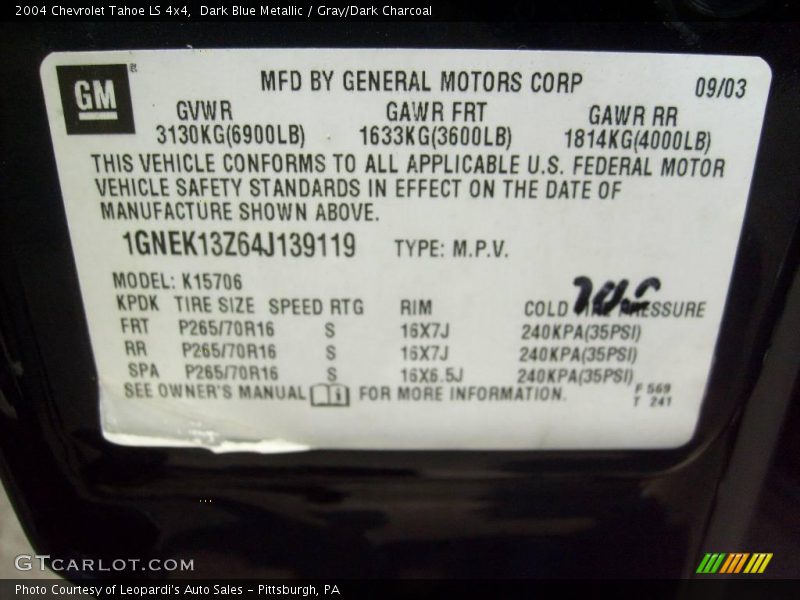 2004 Chevrolet Tahoe LS 4x4,  Dark Blue Metallic / Gray/Dark Charcoal
GM ®
MFD BY GENERAL MOTORS CORP
09/03
GVWR GAWR FRT GAWR RR
3130KG(6900LB) 1633KG(3600LB) 1814KG(4000LB)
THIS VEHICLE CONFORMS TO ALL APPLICABLE U.S. FEDERAL MOTOR
VEHICLE SAFETY STANDARDS IN EFFECT ON THE DATE OF
MANUFACTURE SHOWN ABOVE.
1GNEK13Z64J139119 TYPE: M.P.V.
MODEL: K15706
KPDK TIRE SIZE SPEED RTG RIM COLD TIRE PRESSURE
FRT P265/70R16 S 16X7J 240KPA(35PSI)
RR P265/70R16 S 16X7J 240KPA(35PSI)
SPA P265/70R16 S 16X6.5J 240KPA(35PSI)
SEE OWNER'S MANUAL i FOR MORE INFORMATION.
F 569
T 241
GTCARLOT.COM
Photo Courtesy of Leopardi's Auto Sales - Pittsburgh, PA